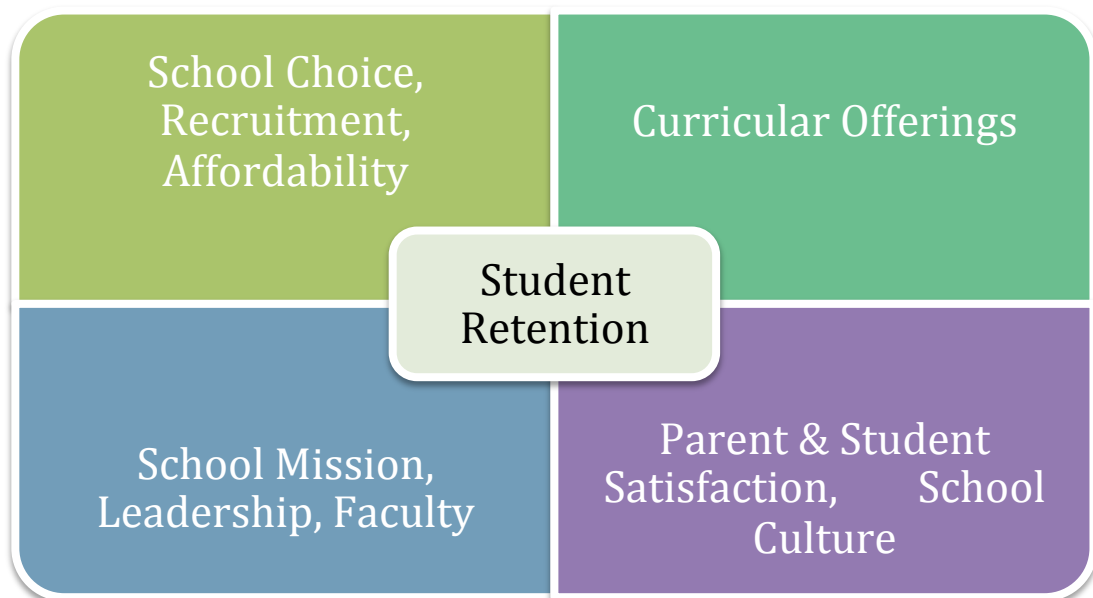 School Choice,
Recruitment,
Affordability
Curricular Offerings
Student
Retention
School Mission,
Leadership, Faculty
Parent & Student
Satisfaction, School
Culture